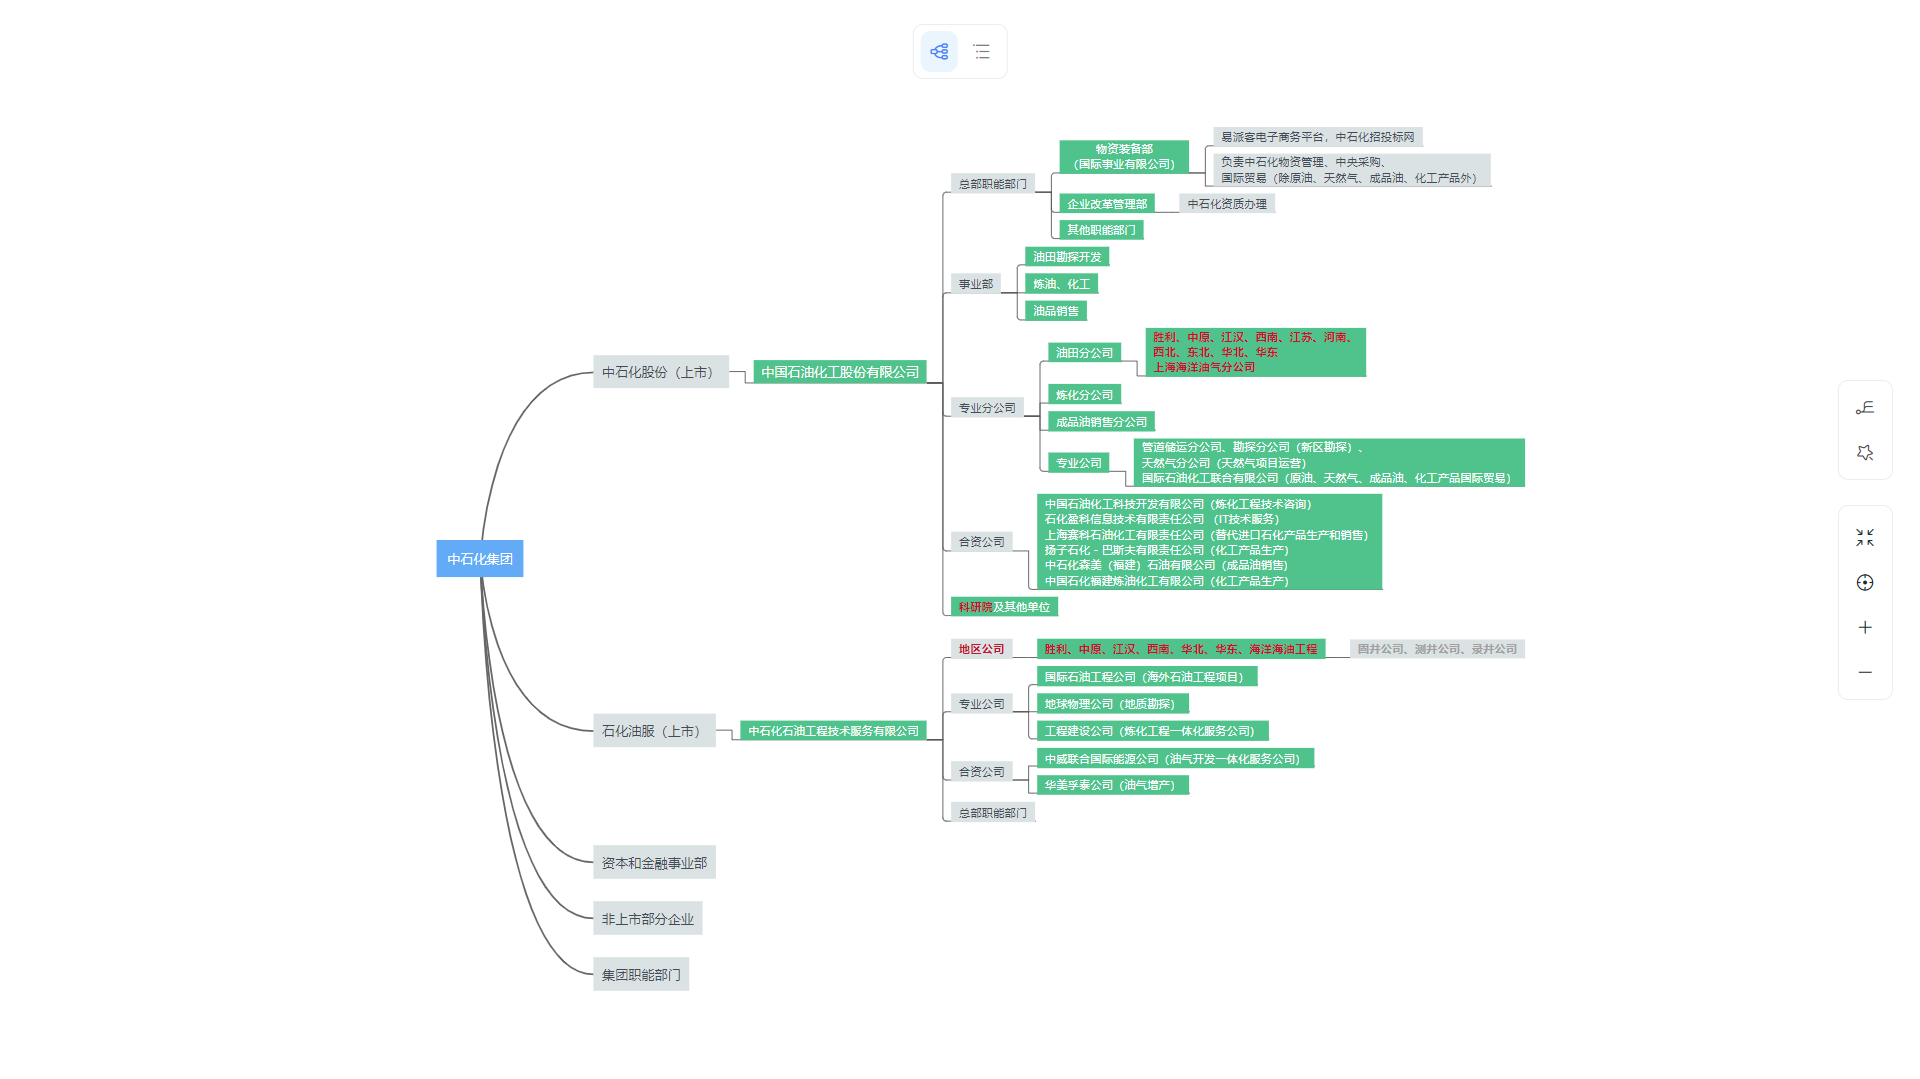 易派客电子商务平台，中石化招投标网
物资装备部
（国际事业有限公司）
负责中石化物资管理、中央采购、
国际贸易（除原油、天然气、成品油、化工产品外）
总部职能部门
企业改革管理部
中石化资质办理
其他职能部门
油田勘探开发
事业部
炼油、化工
油品销售
胜利、中原、江汉、西南、江苏、河南、
西北、东北、华北、华东
上海海洋油气分公司
油田分公司
中石化股份（上市）
中国石油化工股份有限公司
炼化分公司
专业分公司
成品油销售分公司
管道储运分公司、勘探分公司（新区勘探）、
天然气分公司（天然气项目运营）
国际石油化工联合有限公司（原油、天然气、成品油、化工产品国际贸易）
专业公司
中国石油化工科技开发有限公司（炼化工程技术咨询）
石化盈科信息技术有限责任公司 （IT技术服务）
上海赛科石油化工有限公司（替代进口石化产品生产和销售）
扬子石化－巴斯夫有限责任公司（化工产品生产）
中石化森美（福建）石油有限公司（成品油销售）
中国石化福建炼油化工有限公司（化工产品生产）
合资公司
中石化集团
科研院及其他单位
地区公司
胜利、中原、江汉、西南、华北、华东、海洋海油工程
固井公司、测井公司、录井公司
国际石油工程公司（海外石油工程项目）
专业公司
地球物理公司（地质勘探）
石化油服（上市）
中石化石油工程技术服务有限公司
工程建设公司（炼化工程一体化服务公司）
中威联合国际能源公司（油气开发一体化服务公司）
合资公司
华美孚泰公司（油气增产）
总部职能部门
资本和金融事业部
非上市部分企业
集团职能部门